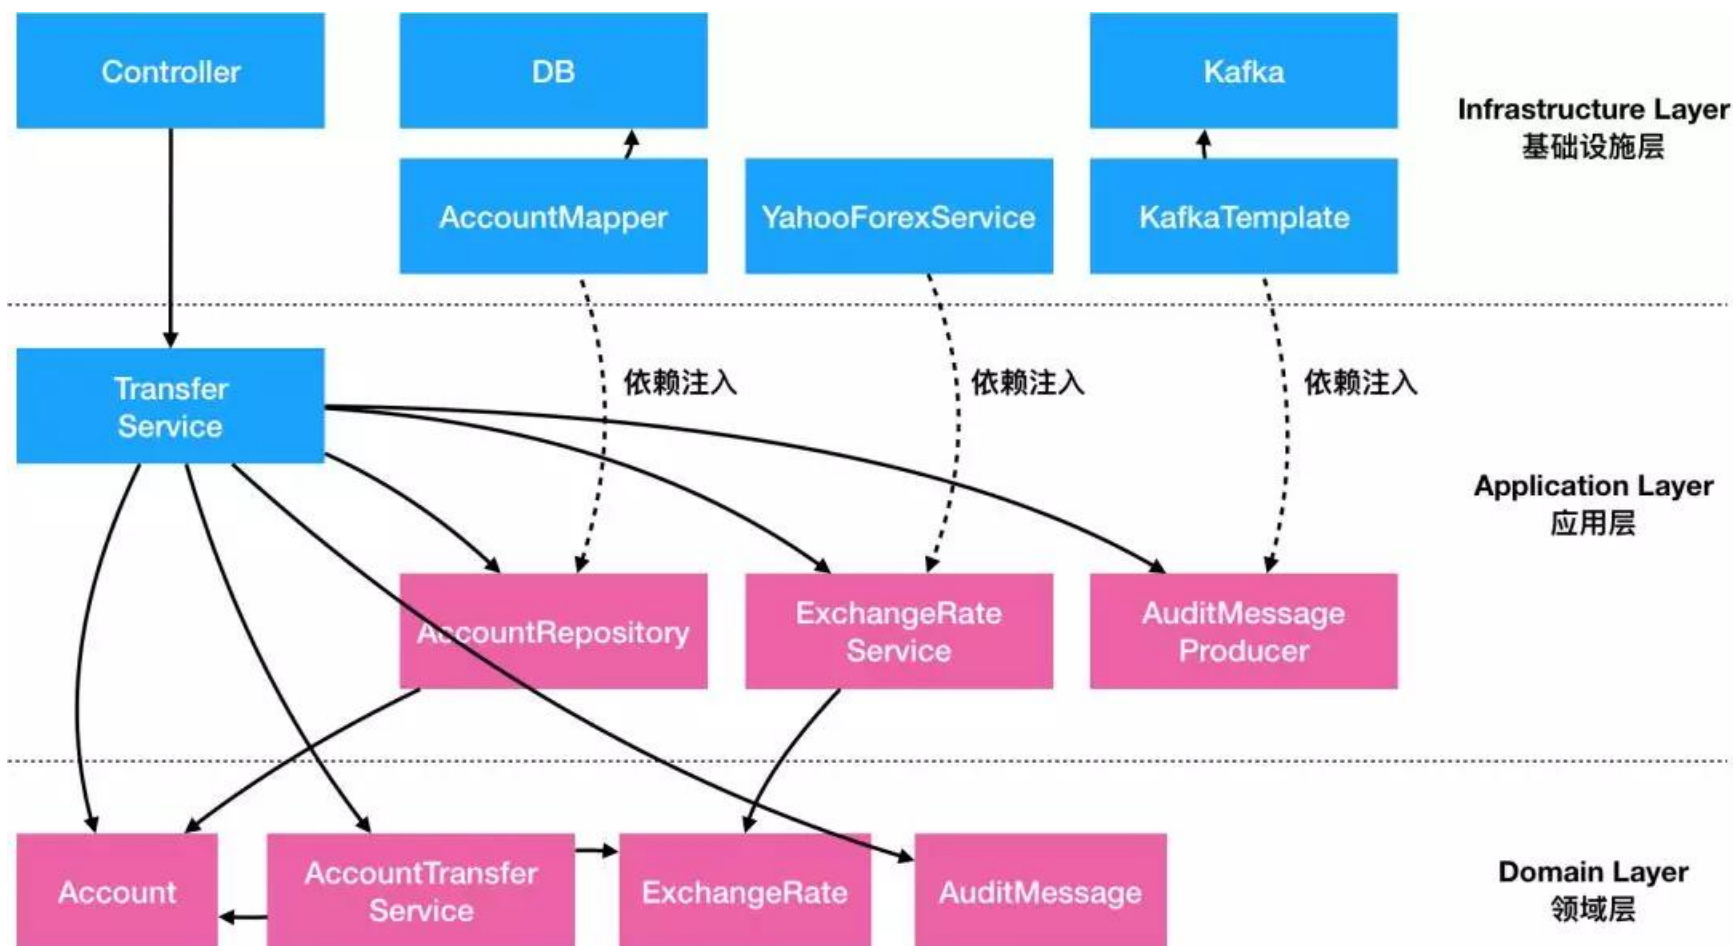 Controller
DB
Kafka
Infrastructure Layer
基础设施层
AccountMapper
YahooForexService
KafkaTemplate
Transfer
Service
依赖注入
依赖注入
依赖注入
Application Layer
应用层
AccountRepository
ExchangeRate
Service
AuditMessage
Producer
Account
AccountTransfer
Service
ExchangeRate
AuditMessage
Domain Layer
领域层